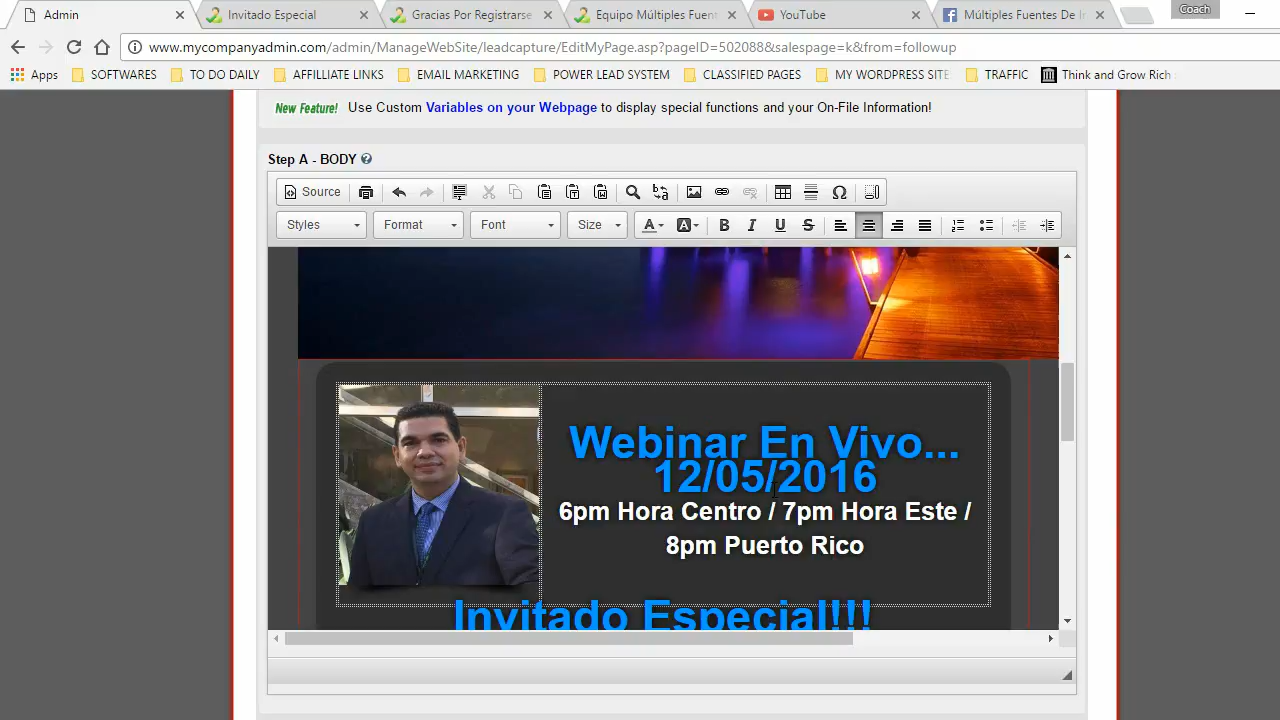 Admin
Invitado Especial
Gracias Por Registrarse
Equipo Múltiples Fuent
YouTube
Múltiples Fuentes De I
Coach
www.mycompanyadmin.com/admin/ManageWebSite/leadcapture/EditMyPage.asp?pageID=502088&salespage=k&from=followup
Apps
SOFTWARES
TO DO DAILY
AFFILLIATE LINKS
EMAIL MARKETING
POWER LEAD SYSTEM
CLASSIFIED PAGES
MY WORDPRESS SITE
TRAFFIC
Think and Grow Rich
New Feature! Use Custom Variables on your Webpage to display special functions and your On-File Information!
Step A - BODY
Source
Styles
Format
Font
Size
Webinar En Vivo...
12/05/2016
6pm Hora Centro / 7pm Hora Este /
8pm Puerto Rico
Invitado Especial!!!